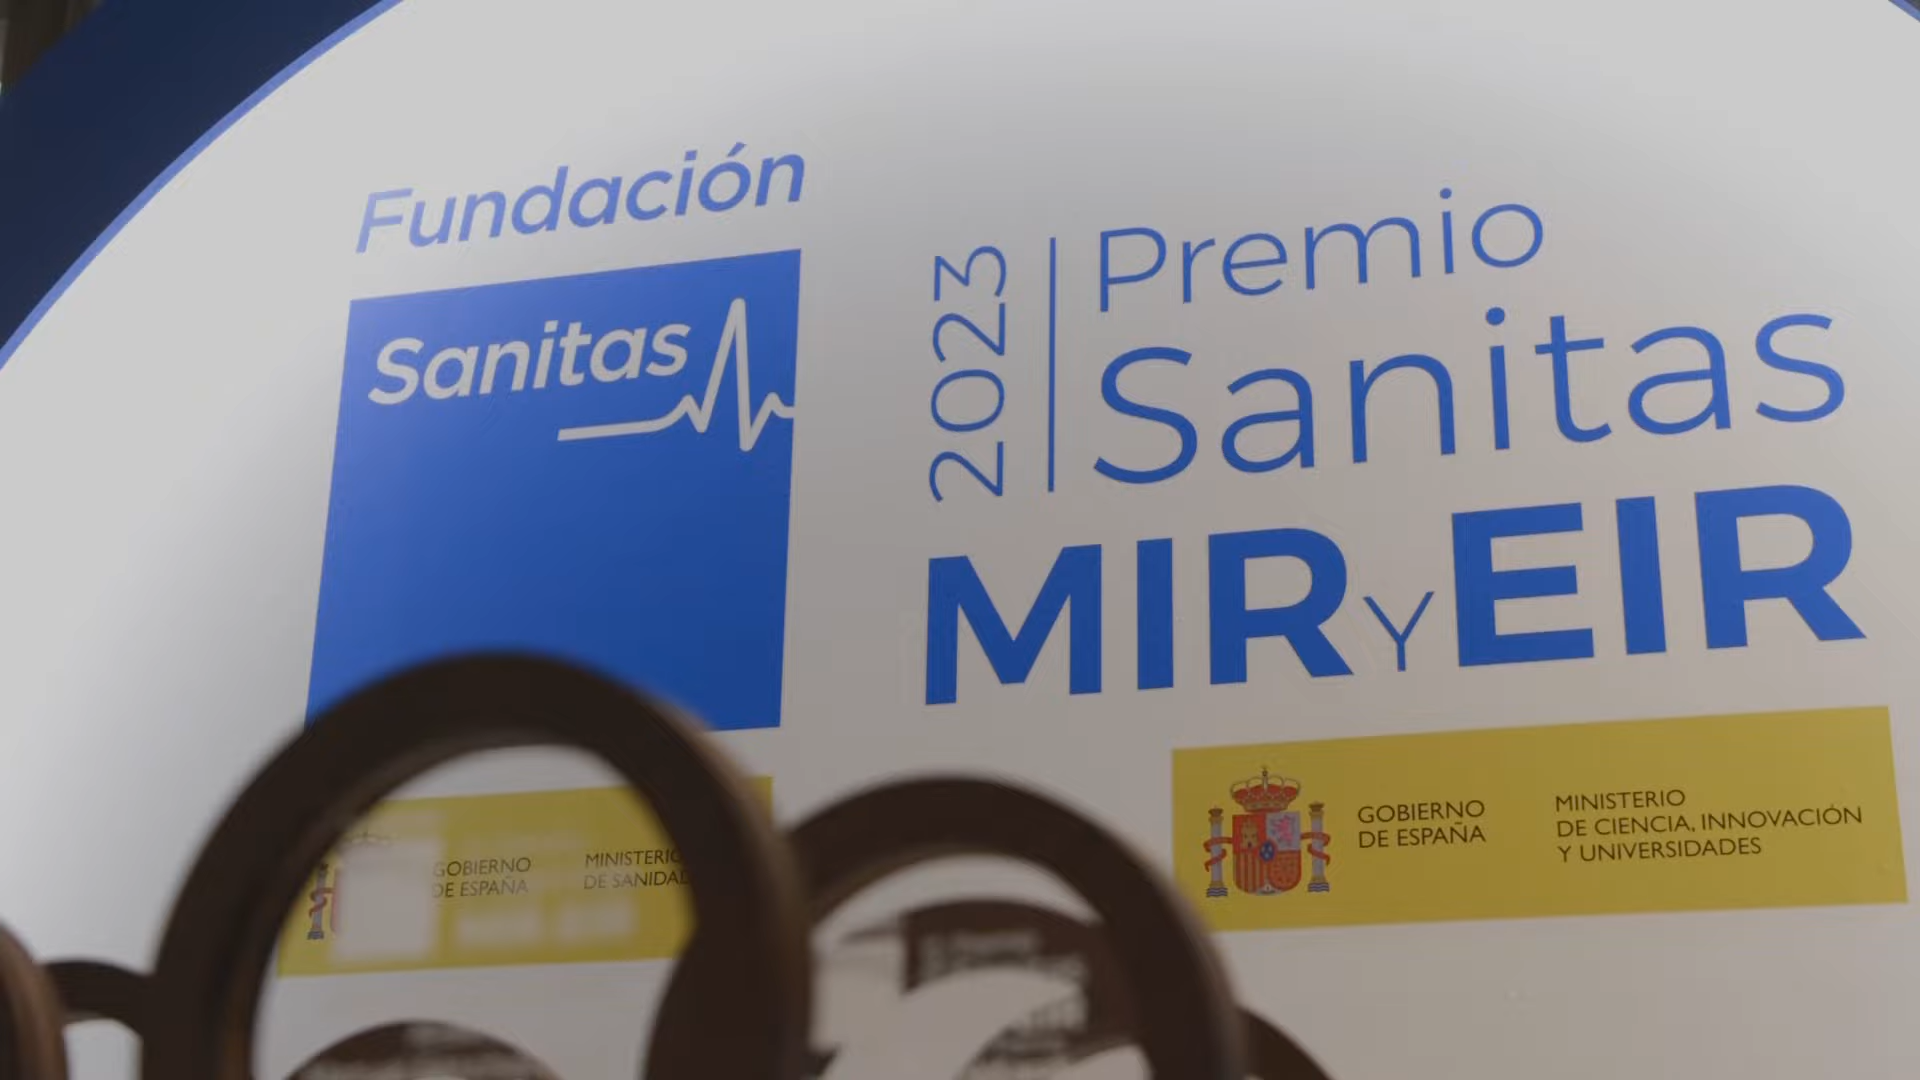 Fundación
Sanitas
2023
Premio
Sanitas
MIR Y EIR
GOBIERNO
DE ESPAÑA
MINISTERIO
DE SANIDAD
GOBIERNO
DE ESPAÑA
MINISTERIO
DE CIENCIA, INNOVACIÓN
Y UNIVERSIDADES